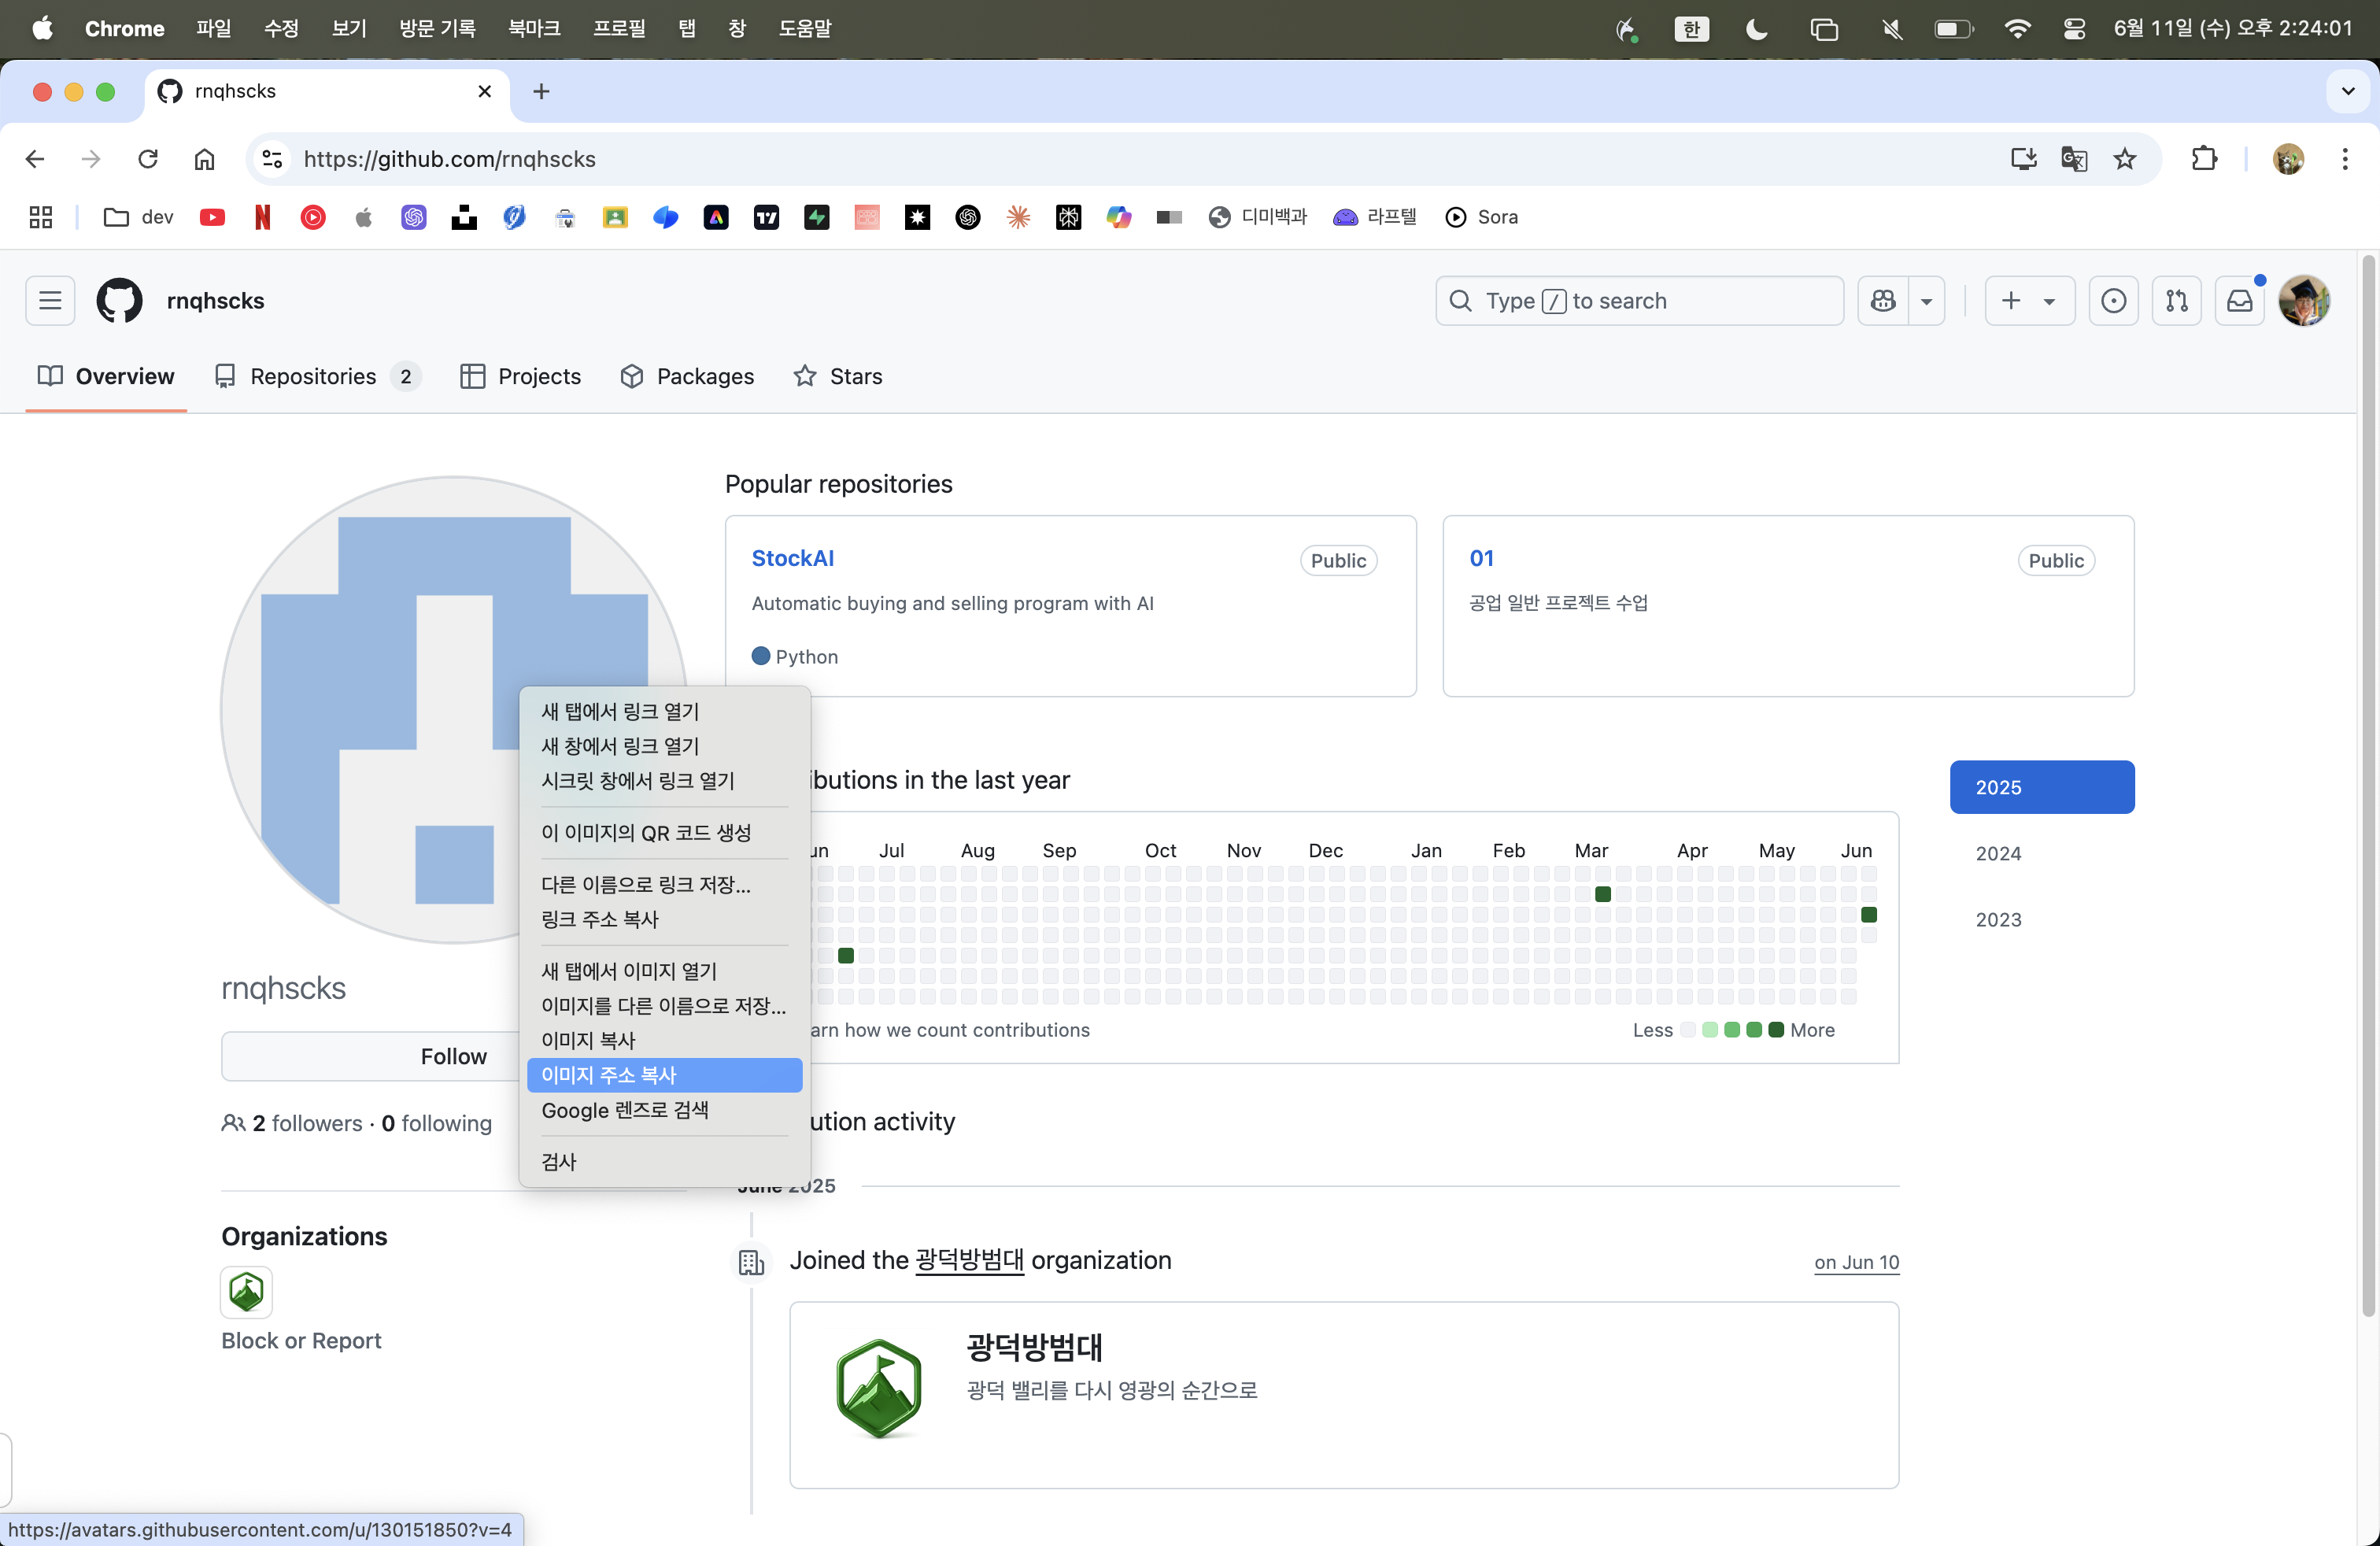 Chrome 파일 수정 보기 방문 기록 북마크 프로필 탭 창 도움말 한 6월 11일 (수) 오후 2:24:01
rnqhscks
https://github.com/rnqhscks
dev 디미백과 라프텔 Sora
rnqhscks Type / to search
Overview Repositories 2 Projects Packages Stars
Popular repositories
StockAI Public
Automatic buying and selling program with AI
Python
01 Public
공업 일반 프로젝트 수업
새 탭에서 링크 열기
새 창에서 링크 열기
시크릿 창에서 링크 열기
이 이미지의 QR 코드 생성
다른 이름으로 링크 저장...
링크 주소 복사
새 탭에서 이미지 열기
이미지를 다른 이름으로 저장...
이미지 복사
이미지 주소 복사
Google 렌즈로 검색
검사
ibutions in the last year
un Jul Aug Sep Oct Nov Dec Jan Feb Mar Apr May Jun
arn how we count contributions
Less More
2025
2024
2023
rnqhscks
Follow
2 followers · 0 following
Organizations
Block or Report
ution activity
June 2025
Joined the 광덕방범대 organization
on Jun 10
광덕방범대
광덕 밸리를 다시 영광의 순간으로
https://avatars.githubusercontent.com/u/130151850?v=4